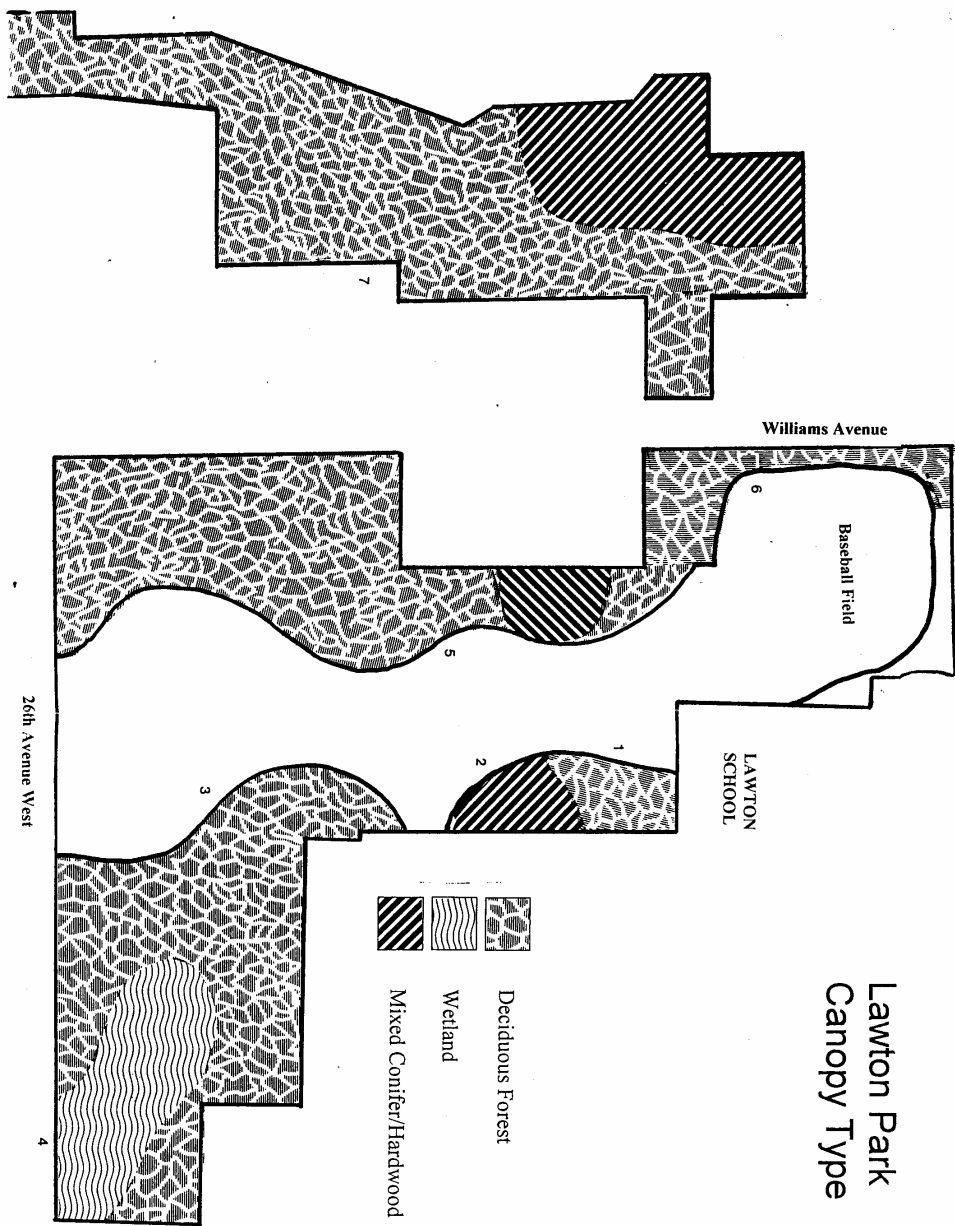 Lawton Park
Canopy Type
Williams Avenue
Baseball Field
LAWTON
SCHOOL
26th Avenue West
Deciduous Forest
Wetland
Mixed Conifer/Hardwood
1
2
3
4
5
6
7